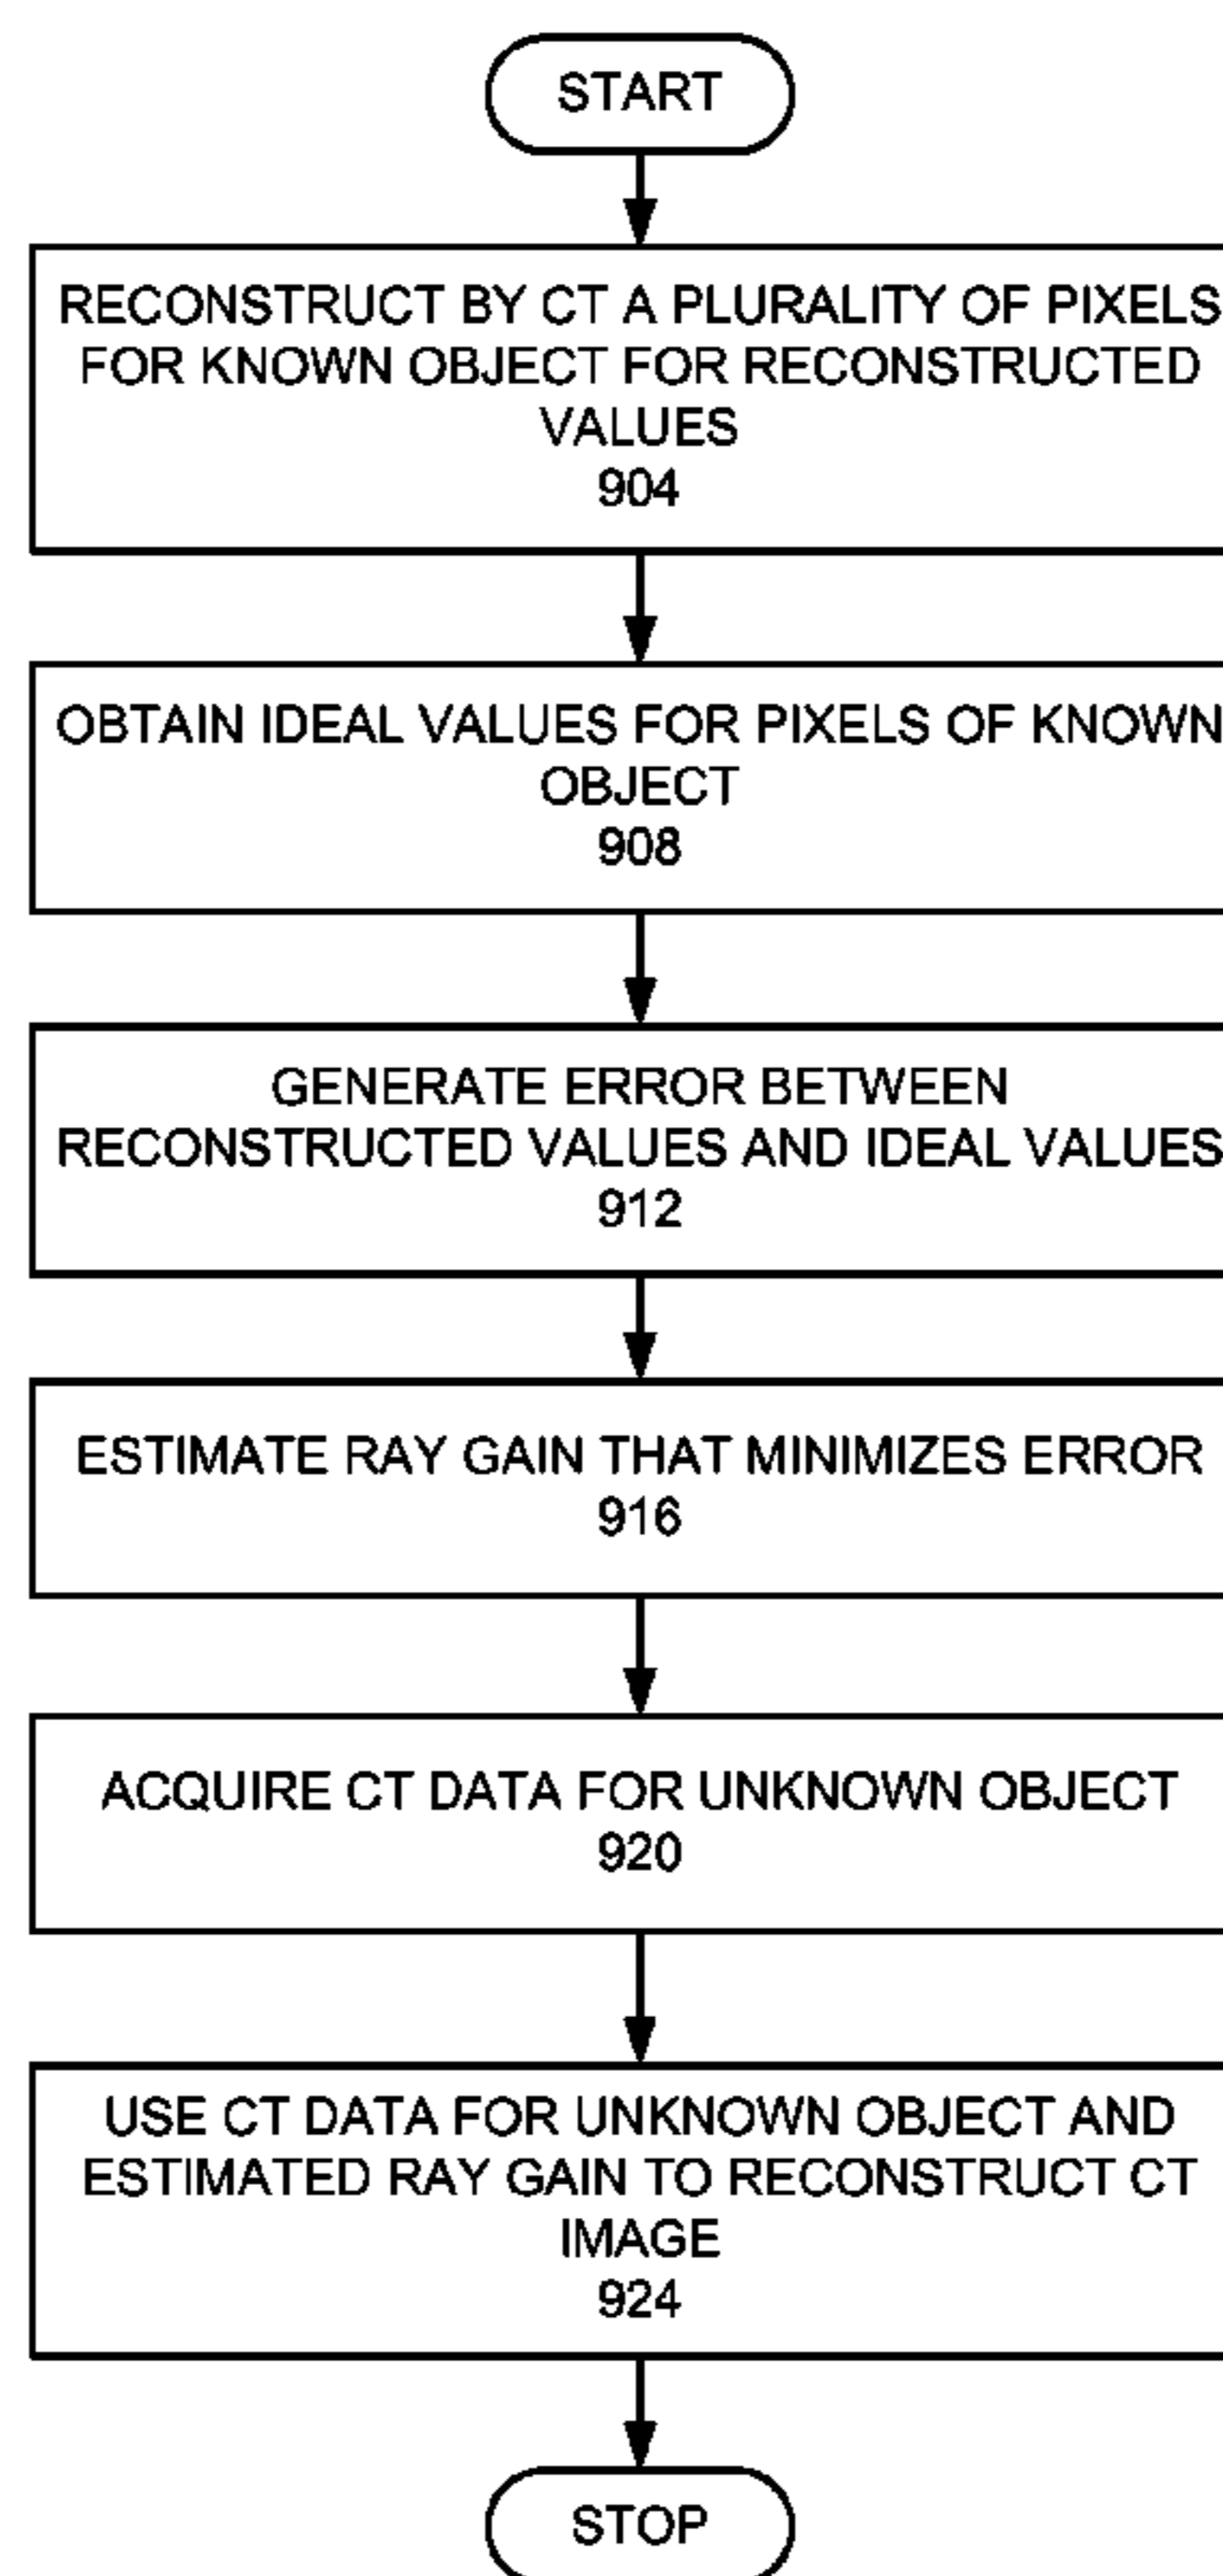 START
RECONSTRUCT BY CT A PLURALITY OF PIXELS
FOR KNOWN OBJECT FOR RECONSTRUCTED
VALUES
904
OBTAIN IDEAL VALUES FOR PIXELS OF KNOWN
OBJECT
908
GENERATE ERROR BETWEEN
RECONSTRUCTED VALUES AND IDEAL VALUES
912
ESTIMATE RAY GAIN THAT MINIMIZES ERROR
916
ACQUIRE CT DATA FOR UNKNOWN OBJECT
920
USE CT DATA FOR UNKNOWN OBJECT AND
ESTIMATED RAY GAIN TO RECONSTRUCT CT
IMAGE
924
STOP